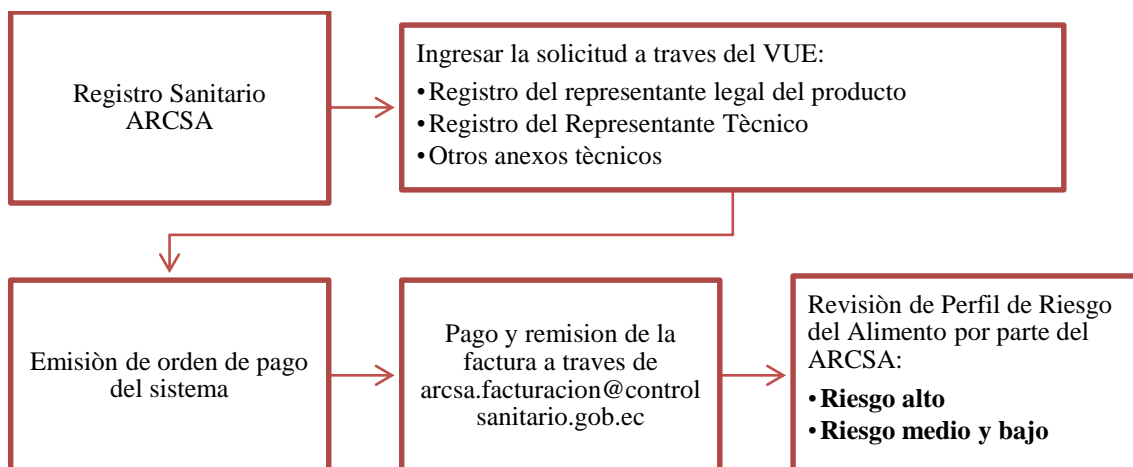 Registro Sanitario
ARCSA
Ingresar la solicitud a traves del VUE:
•Registro del representante legal del producto
•Registro del Representante Tècnico
•Otros anexos tècnicos
Emisiòn de orden de pago
del sistema
Pago y remision de la
factura a traves de
arcsa.facturacion@control
sanitario.gob.ec
Revisiòn de Perfil de Riesgo
del Alimento por parte del
ARCSA:
•Riesgo alto
•Riesgo medio y bajo